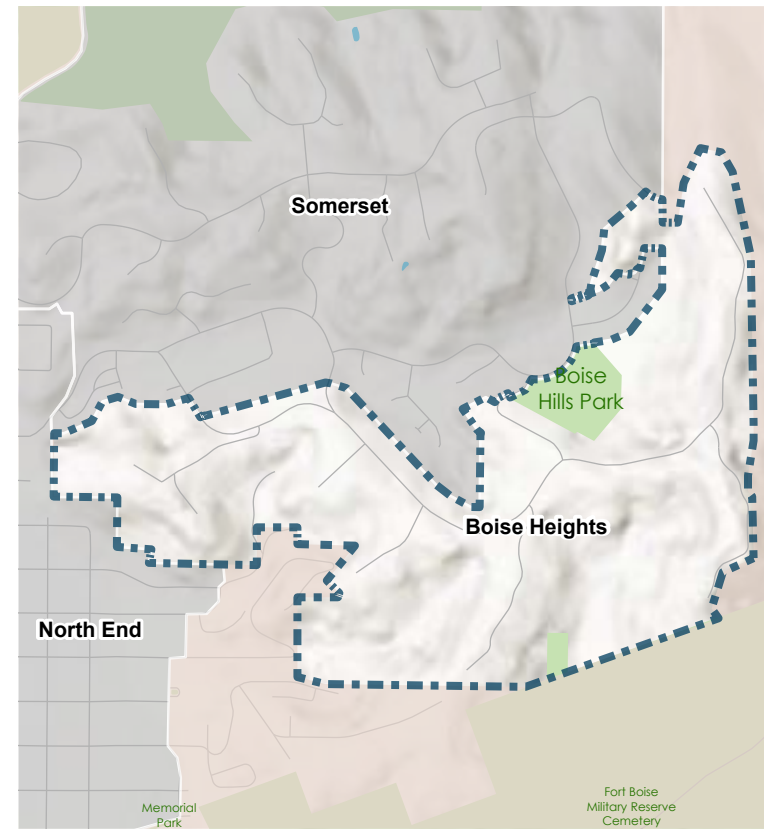 Somerset
Boise
Hills Park
Boise Heights
North End
Memorial
Park
Fort Boise
Military Reserve
Cemetery